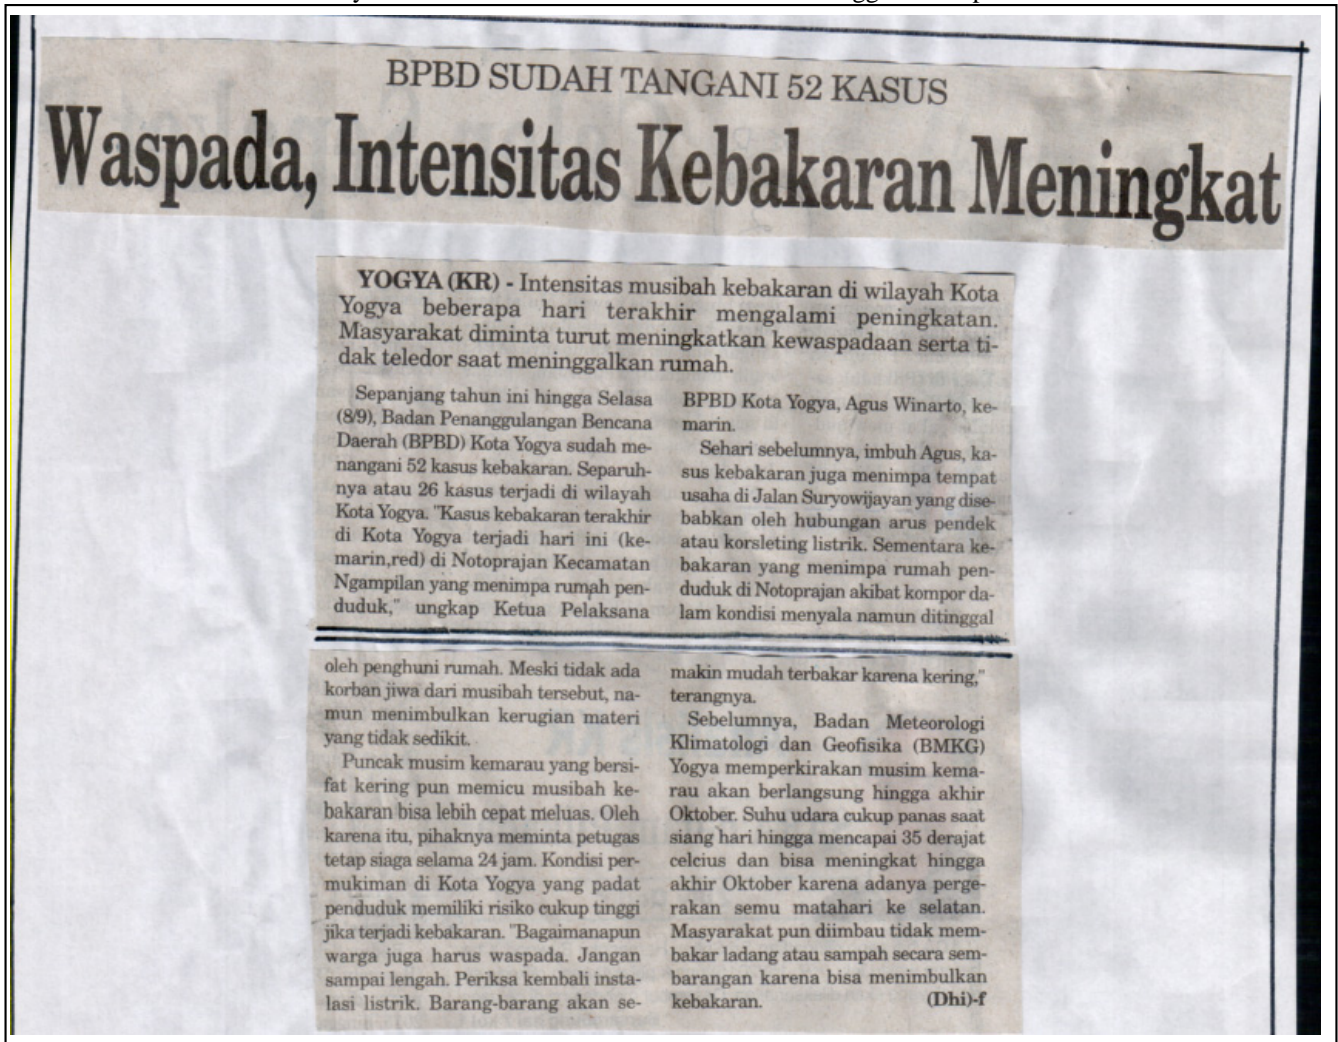 BPBD SUDAH TANGANI 52 KASUS
Waspada, Intensitas Kebakaran Meningkat
YOGYA (KR) - Intensitas musibah kebakaran di wilayah Kota
Yogya beberapa hari terakhir mengalami peningkatan.
Masyarakat diminta turut meningkatkan kewaspadaan serta ti-
dak teledor saat meninggalkan rumah.
Sepanjang tahun ini hingga Selasa
(8/9), Badan Penanggulangan Bencana
Daerah (BPBD) Kota Yogya sudah me-
nangani 52 kasus kebakaran. Separuh-
nya atau 26 kasus terjadi di wilayah
Kota Yogya. "Kasus kebakaran terakhir
di Kota Yogya terjadi hari ini (ke-
marin,red) di Notoprajan Kecamatan
Ngampilan yang menimpa rumah pen-
duduk," ungkap Ketua Pelaksana
BPBD Kota Yogya, Agus Winarto, ke-
marin.
Sehari sebelumnya, imbuh Agus, ka-
sus kebakaran juga menimpa tempat
usaha di Jalan Suryowijayan yang dise-
babkan oleh hubungan arus pendek
atau korsleting listrik. Sementara ke-
bakaran yang menimpa rumah pen-
duduk di Notoprajan akibat kompor da-
lam kondisi menyala namun ditinggal
oleh penghuni rumah. Meski tidak ada
korban jiwa dari musibah tersebut, na-
mun menimbulkan kerugian materi
yang tidak sedikit.
Puncak musim kemarau yang bersi-
fat kering pun memicu musibah ke-
bakaran bisa lebih cepat meluas. Oleh
karena itu, pihaknya meminta petugas
tetap siaga selama 24 jam. Kondisi per-
mukiman di Kota Yogya yang padat
penduduk memiliki risiko cukup tinggi
jika terjadi kebakaran. "Bagaimanapun
warga juga harus waspada. Jangan
sampai lengah. Periksa kembali insta-
lasi listrik. Barang-barang akan se-
makin mudah terbakar karena kering,"
terangnya.
Sebelumnya, Badan Meteorologi
Klimatologi dan Geofisika (BMKG)
Yogya memperkirakan musim kema-
rau akan berlangsung hingga akhir
Oktober. Suhu udara cukup panas saat
siang hari hingga mencapai 35 derajat
celcius dan bisa meningkat hingga
akhir Oktober karena adanya perge-
rakan semu matahari ke selatan.
Masyarakat pun diimbau tidak mem-
bakar ladang atau sampah secara sem-
barangan karena bisa menimbulkan
kebakaran. (Dhi)-f